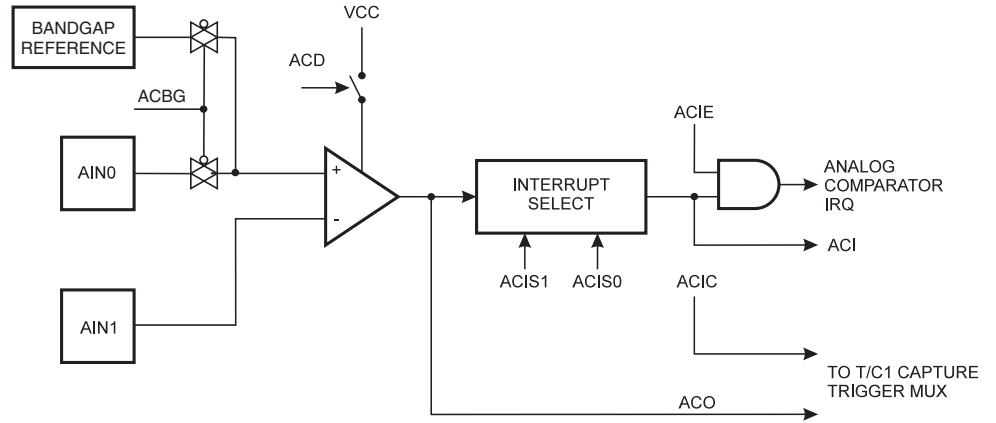 BANDGAP
REFERENCE
VCC
ACD
ACBG
ACIE
AIN0
+
-
INTERRUPT
SELECT
ANALOG
COMPARATOR
IRQ
ACI
ACIS1
ACIS0
ACIC
AIN1
TO T/C1 CAPTURE
TRIGGER MUX
ACO